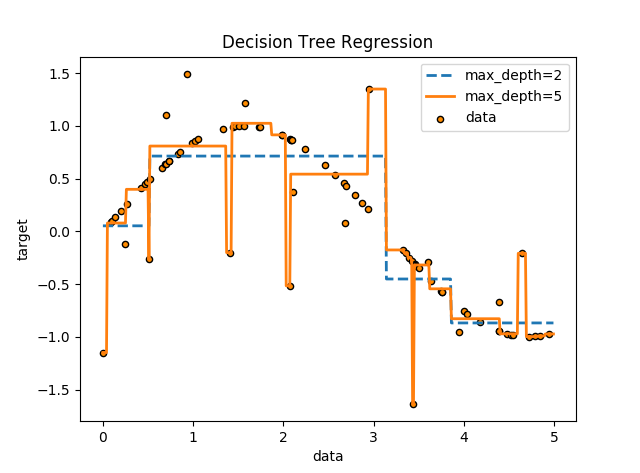 Decision Tree Regression
max_depth=2
max_depth=5
data
1.5
1.0
0.5
0.0
−0.5
−1.0
−1.5
target
0 1 2 3 4 5
data